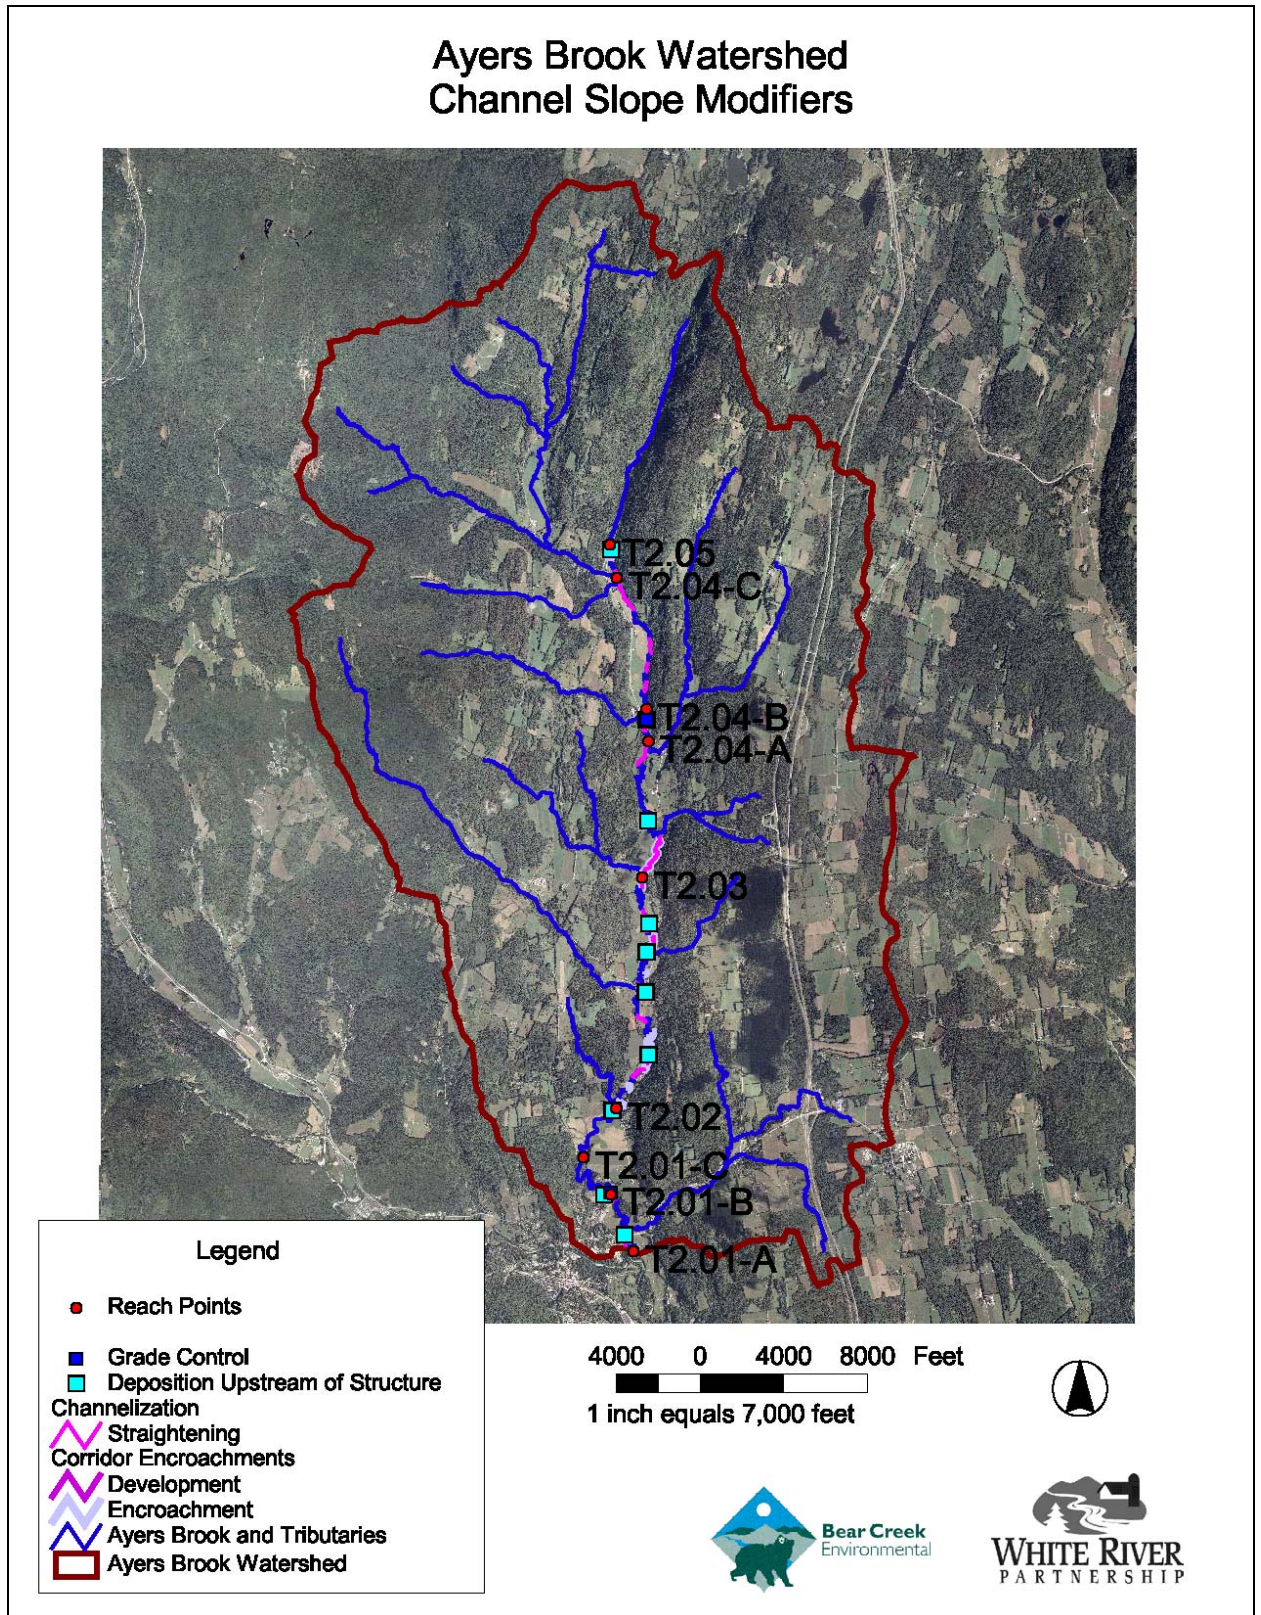 Ayers Brook Watershed
Channel Slope Modifiers
T2.05
T2.04-C
T2.04-B
T2.04-A
T2.03
T2.02
T2.01-C
T2.01-B
T2.01-A
Legend
Reach Points
Grade Control
Deposition Upstream of Structure
Channelization
Straightening
Corridor Encroachments
Development
Encroachment
Ayers Brook and Tributaries
Ayers Brook Watershed
4000 0 4000 8000 Feet
1 inch equals 7,000 feet
Bear Creek
Environmental
WHITE RIVER
PARTNERSHIP